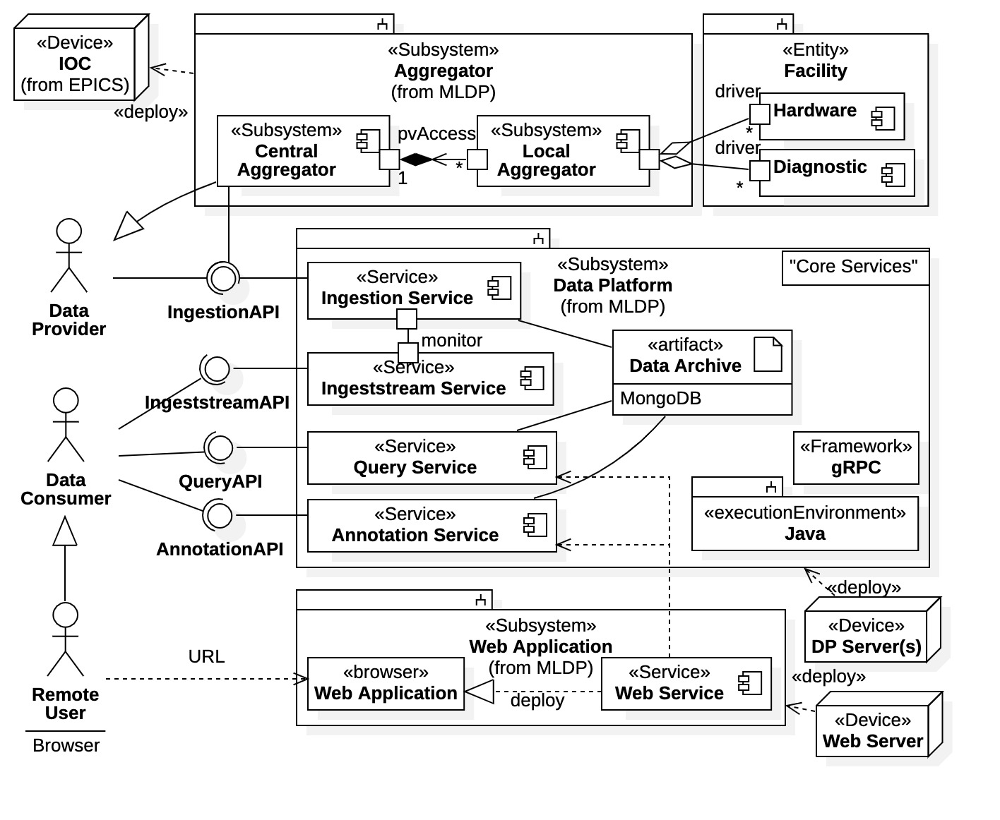 «Device»
IOC
(from EPICS)
«deploy»
«Subsystem»
Aggregator
(from MLDP)
«Subsystem»
Central
Aggregator
pvAccess
1
*
«Subsystem»
Local
Aggregator
«Entity»
Facility
driver
Hardware
*
driver
Diagnostic
*
Data
Provider
IngestionAPI
«Subsystem»
Data Platform
(from MLDP)
"Core Services"
«Service»
Ingestion Service
monitor
«Service»
Ingeststream Service
IngeststreamAPI
«artifact»
Data Archive
MongoDB
Data
Consumer
QueryAPI
«Service»
Query Service
«Framework»
gRPC
AnnotationAPI
«Service»
Annotation Service
«executionEnvironment»
Java
«deploy»
«Device»
DP Server(s)
Remote
User
Browser
URL
«Subsystem»
Web Application
(from MLDP)
«browser»
Web Application
deploy
«Service»
Web Service
«deploy»
«Device»
Web Server